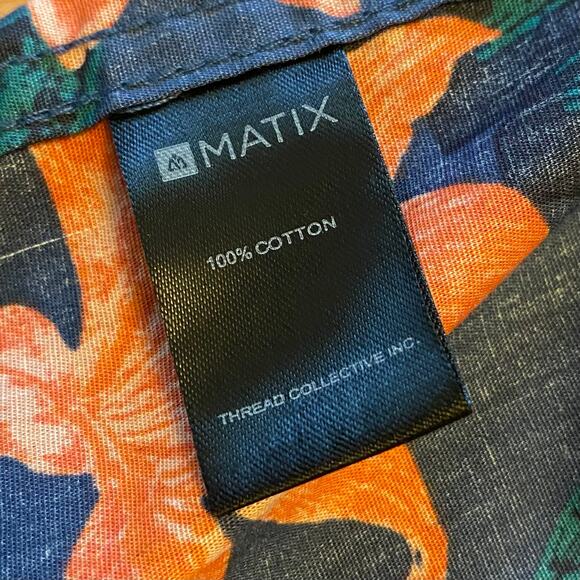 MATIX
100% COTTON
THREAD COLLECTIVE INC.